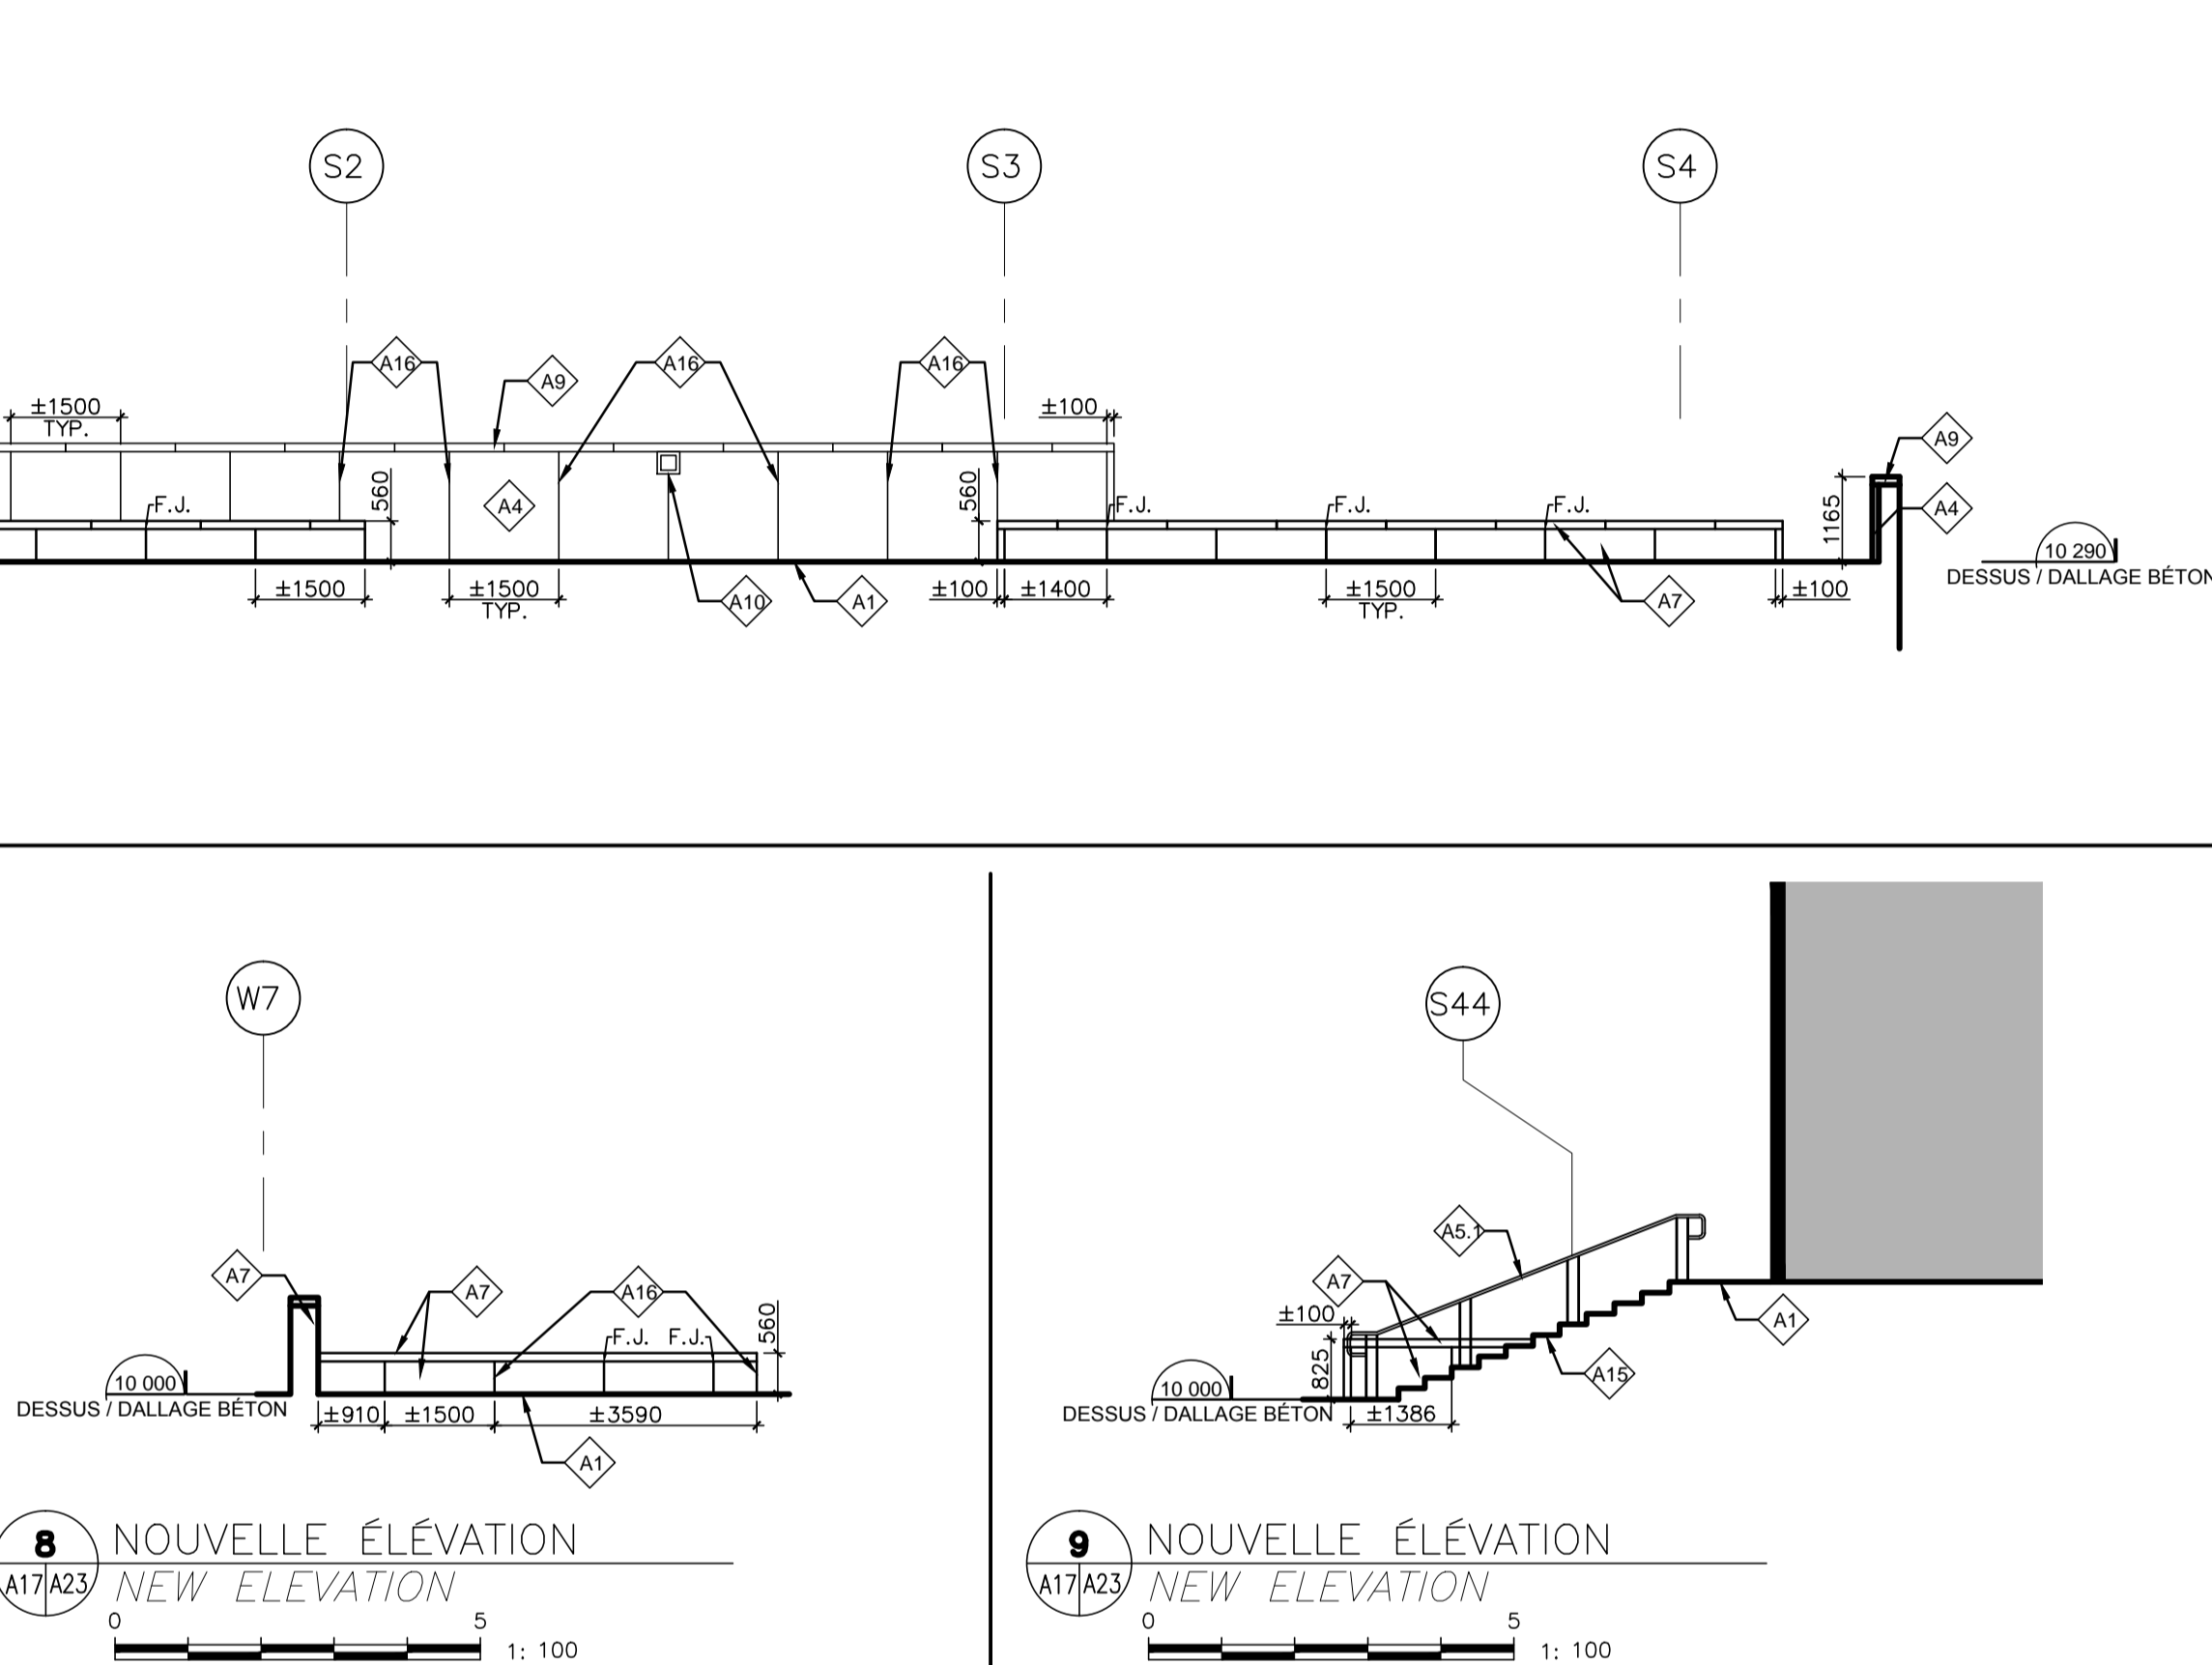 S2
S3
S4
A16
A16
A16
A9
±1500
TYP.
±100
A9
560
F.J.
A4
560
F.J.
F.J.
F.J.
1165
A4
10 290
DESSUS / DALLAGE BÉTON
±1500
±1500
TYP.
A10
A1
±100
±1400
±1500
TYP.
A7
±100
W7
A7
A7
A16
560
F.J.
F.J.
10 000
DESSUS / DALLAGE BÉTON
±910
±1500
±3590
A1
8
A17
A23
NOUVELLE ÉLÉVATION
NEW ELEVATION
0
5
1: 100
S44
A5.1
A7
±100
825
A1
A15
10 000
DESSUS / DALLAGE BÉTON
±1386
9
A17
A23
NOUVELLE ÉLÉVATION
NEW ELEVATION
0
5
1: 100